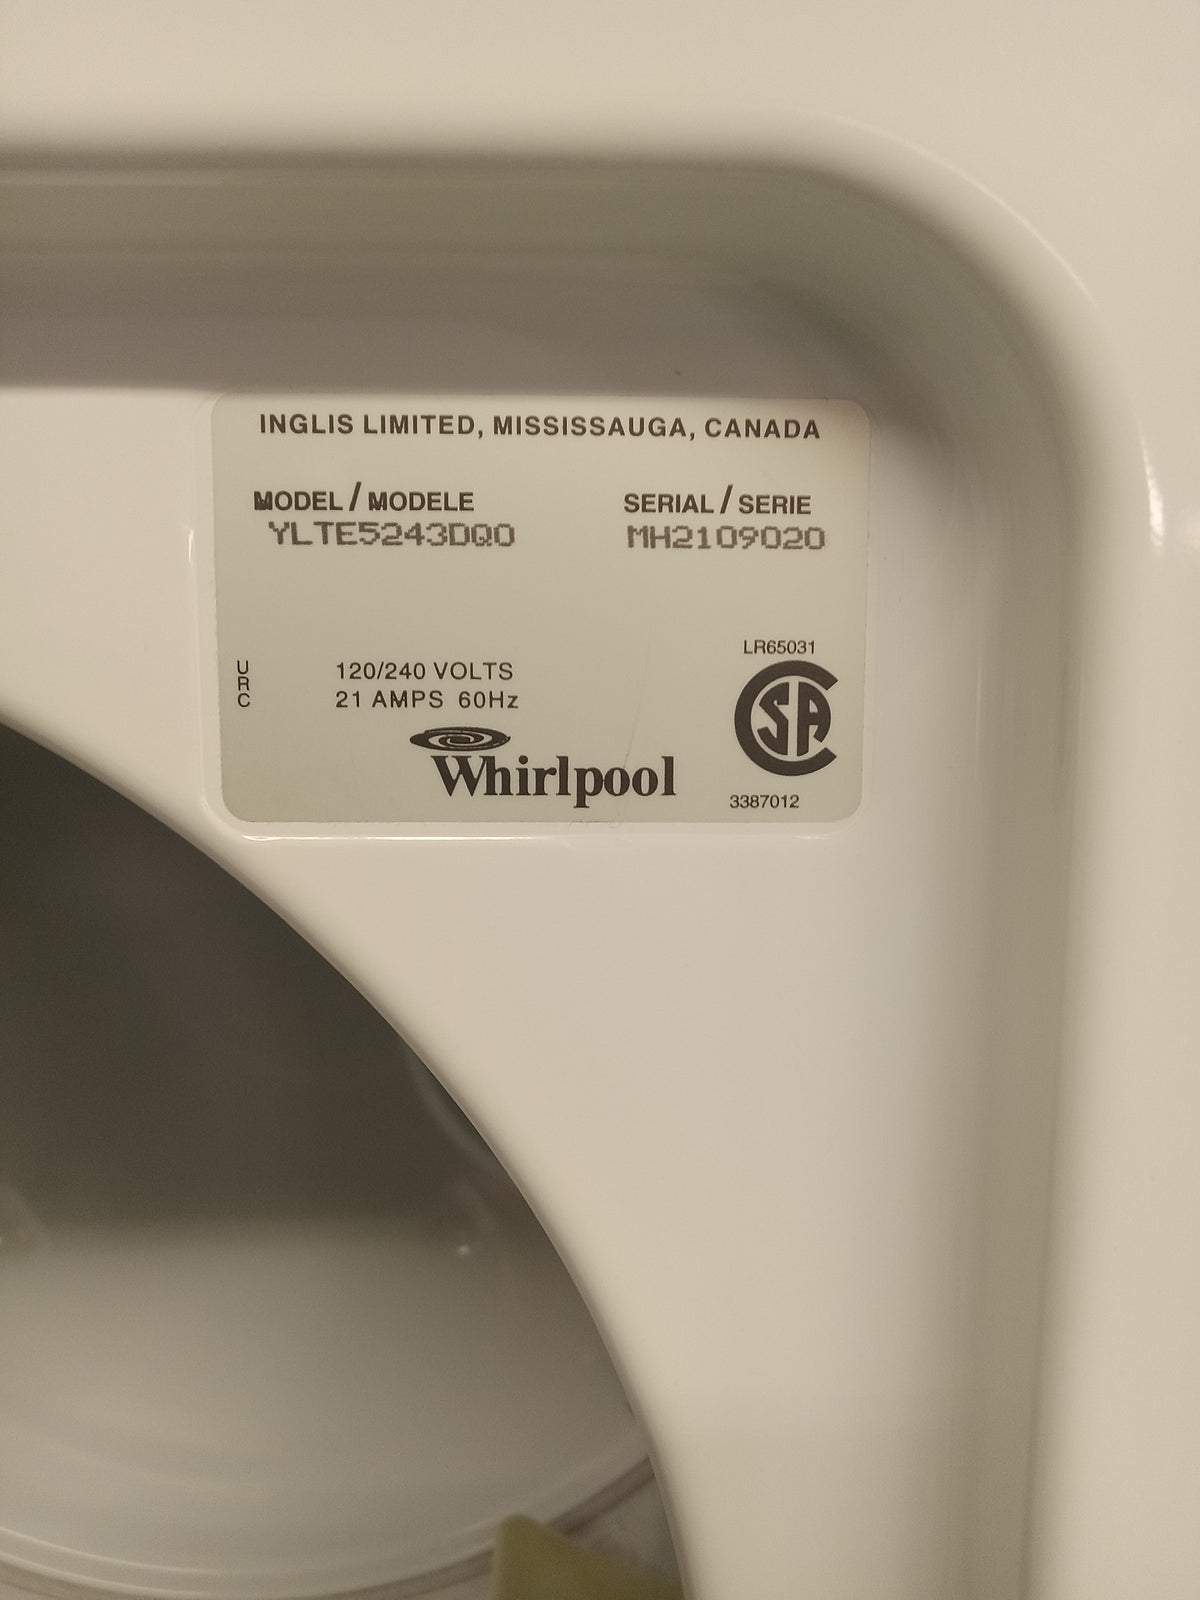 INGLIS LIMITED, MISSISSAUGA, CANADA
MODEL / MODELE
YLTE5243DQ0
SERIAL / SERIE
MH2109020
URC
120/240 VOLTS
21 AMPS 60Hz
Whirlpool
LR65031
CSA
3387012